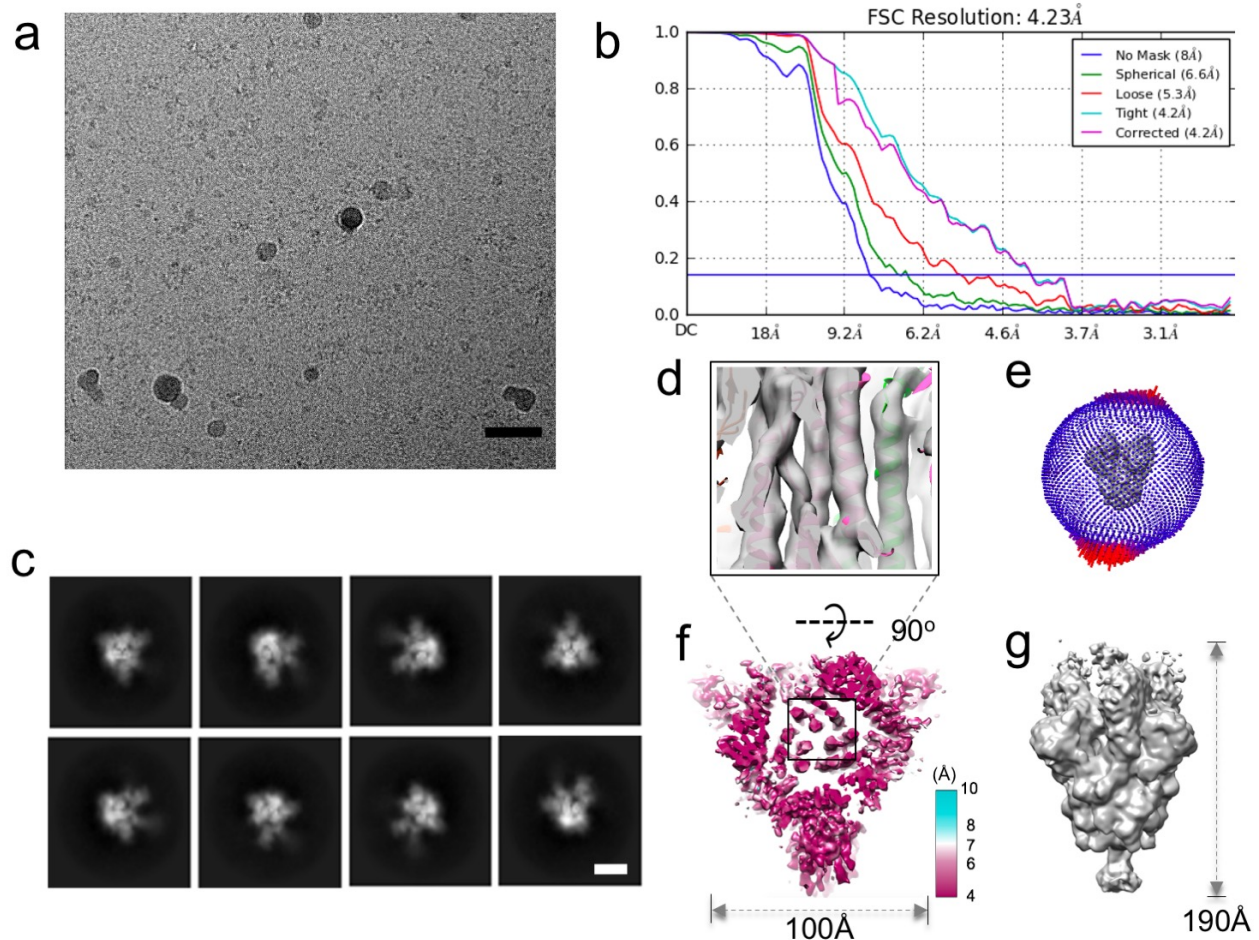 a
b
FSC Resolution: 4.23Å
1.0
0.8
0.6
0.4
0.2
0.0
DC
18Å
9.2Å
6.2Å
4.6Å
3.7Å
3.1Å
No Mask (8Å)
Spherical (6.6Å)
Loose (5.3Å)
Tight (4.2Å)
Corrected (4.2Å)
c
d
e
f
90º
(Å)
10
8
7
6
4
100Å
g
190Å